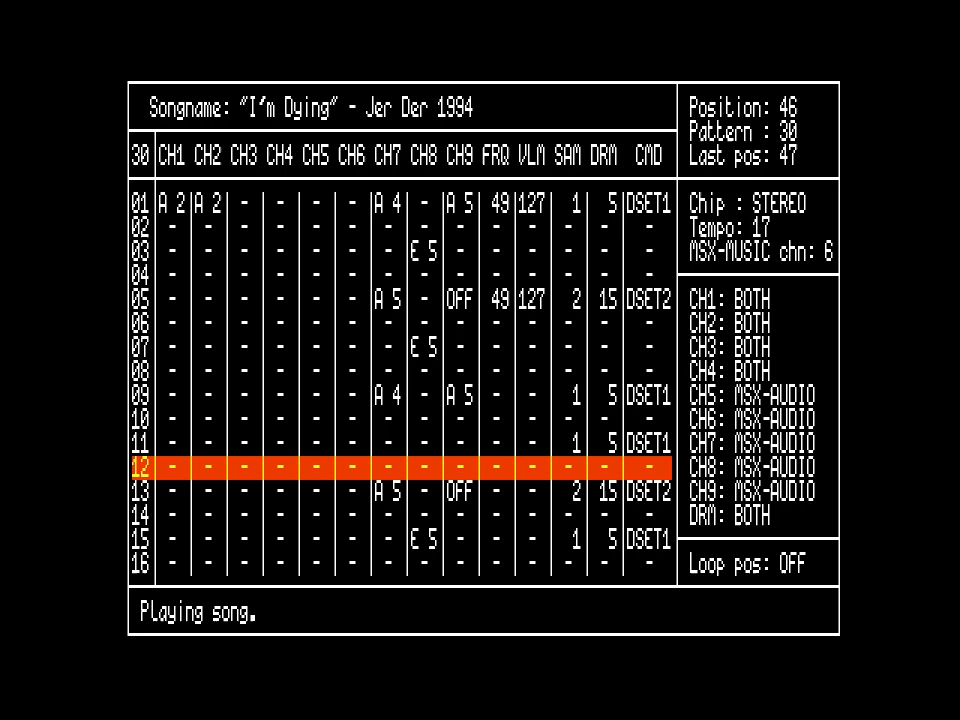 Songname: "I'm Dying" - Jer Der 1994
Position: 46
Pattern : 30
Last pos: 47
30 CH1 CH2 CH3 CH4 CH5 CH6 CH7 CH8 CH9 FRQ VLM SAM DRM CMD
01 A 2 A 2 - - - - A 4 - A 5 49 127 1 5 DSET1
02 - - - - - - - - - - - - - -
03 - - - - - - - E 5 - - - - - -
04 - - - - - - - - - - - - - -
05 - - - - - - A 5 - OFF 49 127 2 15 DSET2
06 - - - - - - - - - - - - - -
07 - - - - - - - E 5 - - - - - -
08 - - - - - - - - - - - - - -
09 - - - - - - A 4 - A 5 - - 1 5 DSET1
10 - - - - - - - - - - - - - -
11 - - - - - - - - - - - 1 5 DSET1
12 - - - - - - - - - - - - - -
13 - - - - - - A 5 - OFF - - 2 15 DSET2
14 - - - - - - - - - - - - - -
15 - - - - - - - E 5 - - - 1 5 DSET1
16 - - - - - - - - - - - - - -
Chip : STEREO
Tempo: 17
MSX-MUSIC chn: 6
CH1: BOTH
CH2: BOTH
CH3: BOTH
CH4: BOTH
CH5: MSX-AUDIO
CH6: MSX-AUDIO
CH7: MSX-AUDIO
CH8: MSX-AUDIO
CH9: MSX-AUDIO
DRM: BOTH
Loop pos: OFF
Playing song.